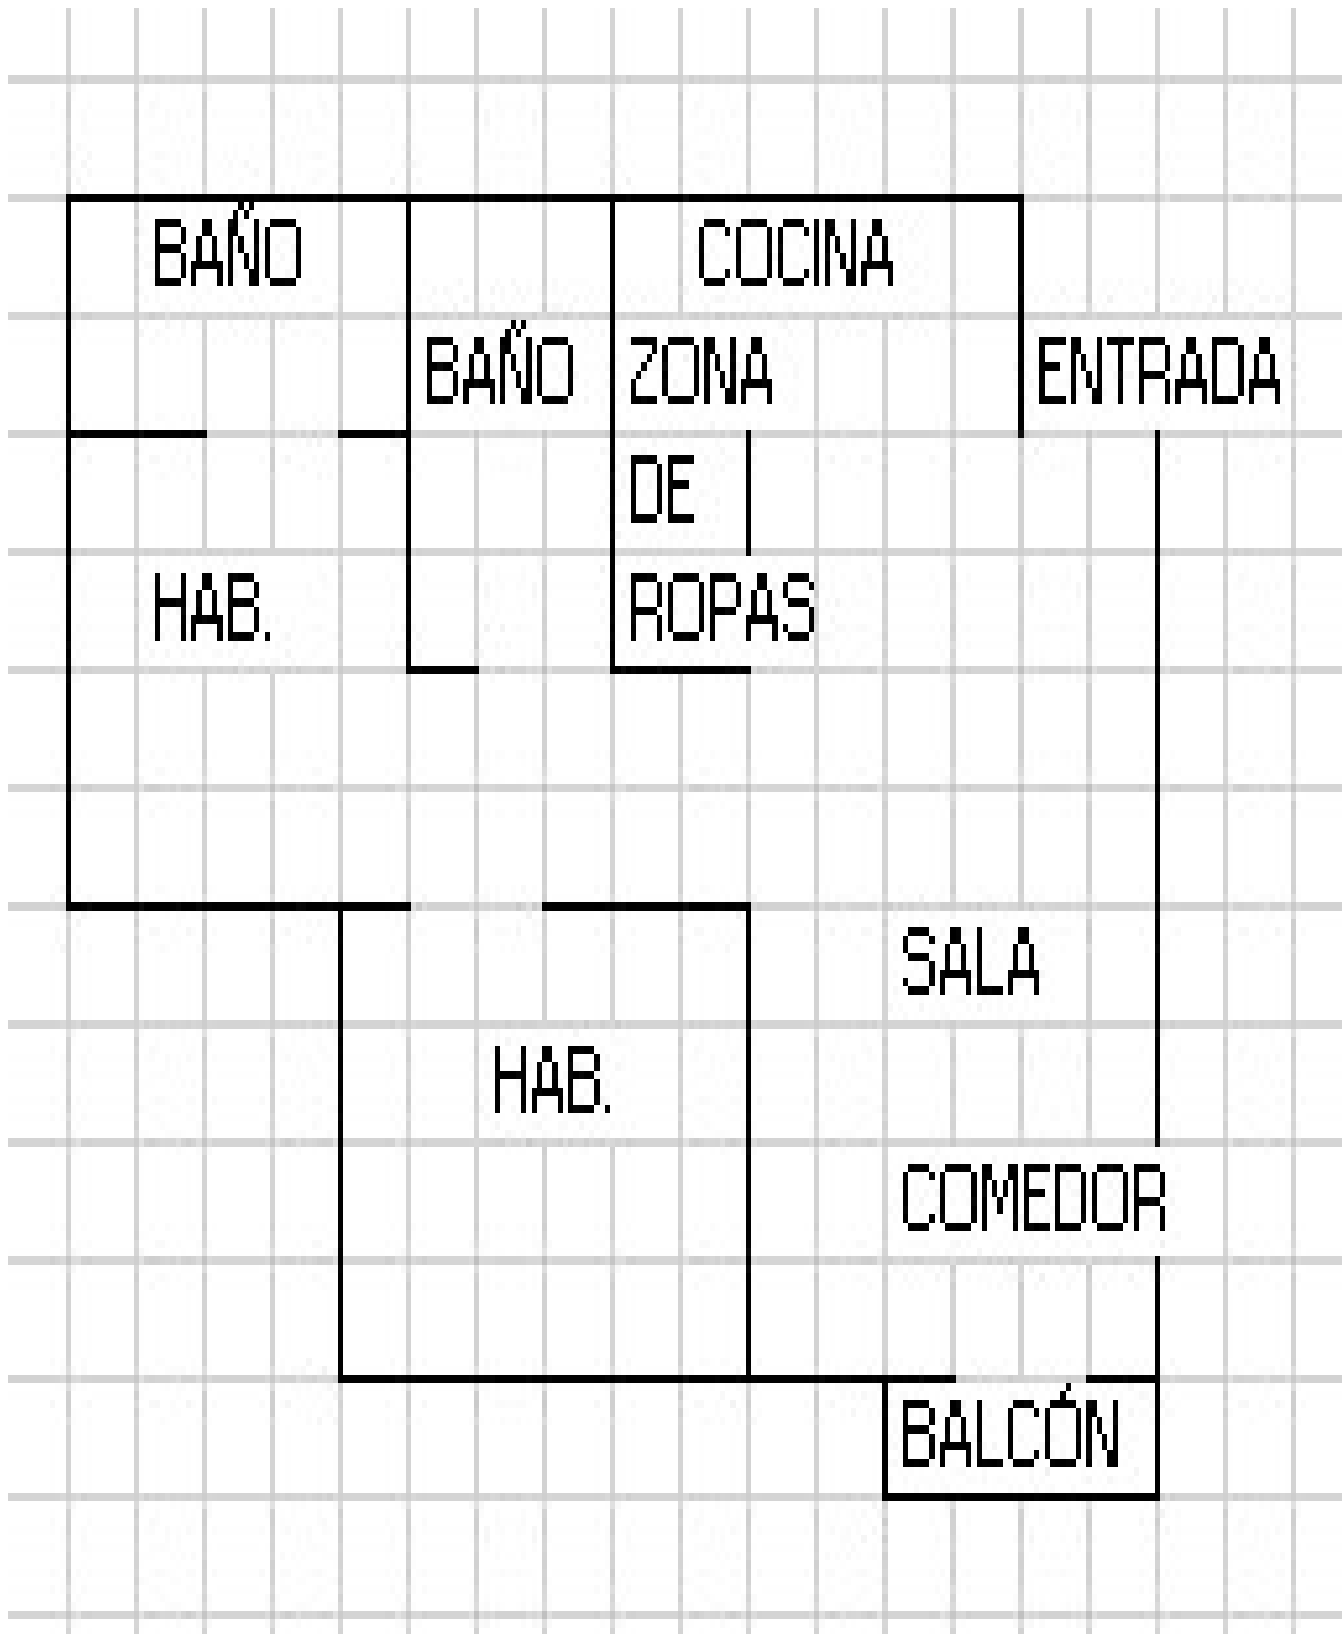 BAÑO
COCINA
BAÑO
ZONA
ENTRADA
DE
HAB.
ROPAS
SALA
HAB.
COMEDOR
BALCÓN